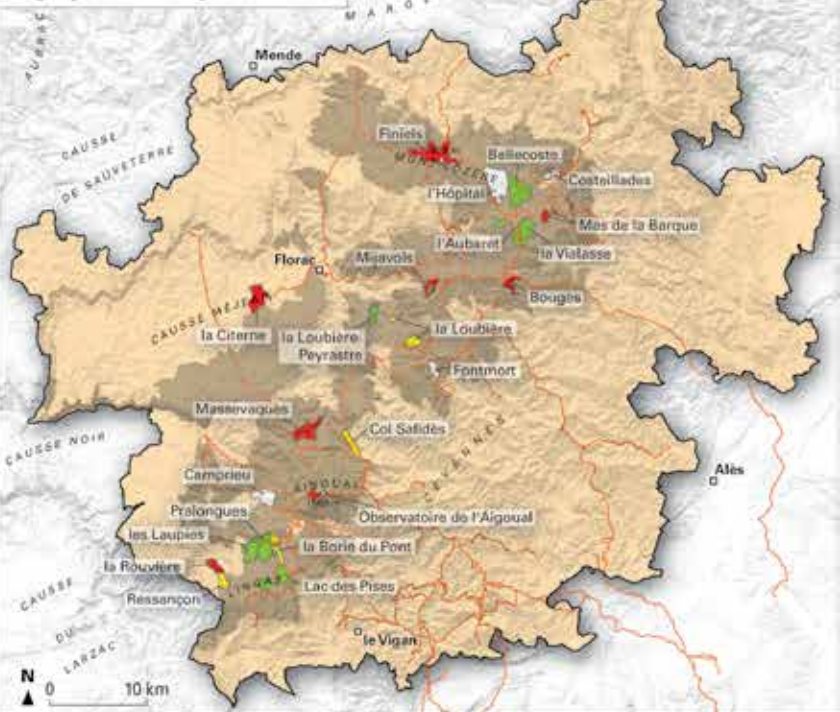 MAR
AUBRAC
Mende
CAUSSE
DE SAUVETERRE
Finiels
MONT LOZÈRE
Bellecoste
Costeillades
l'Hôpital
Mas de la Barque
l'Aubaret
la Vialasse
Florac
Mijavols
Bougès
CAUSSE MÉJEAN
la Citerne
la Loubière
Peyrastre
la Loubière
Fontmort
Massevaques
Col Salidès
CAUSSE NOIR
CÉVENNES
Alès
Camprieu
AIGOUAL
Pralongues
Observatoire de l'Aigoual
les Laupies
la Borie du Pont
la Rouvière
Ressançon
LINGAS
Lac des Pises
CAUSSE
DU
LARZAC
le Vigan
N
0 10 km